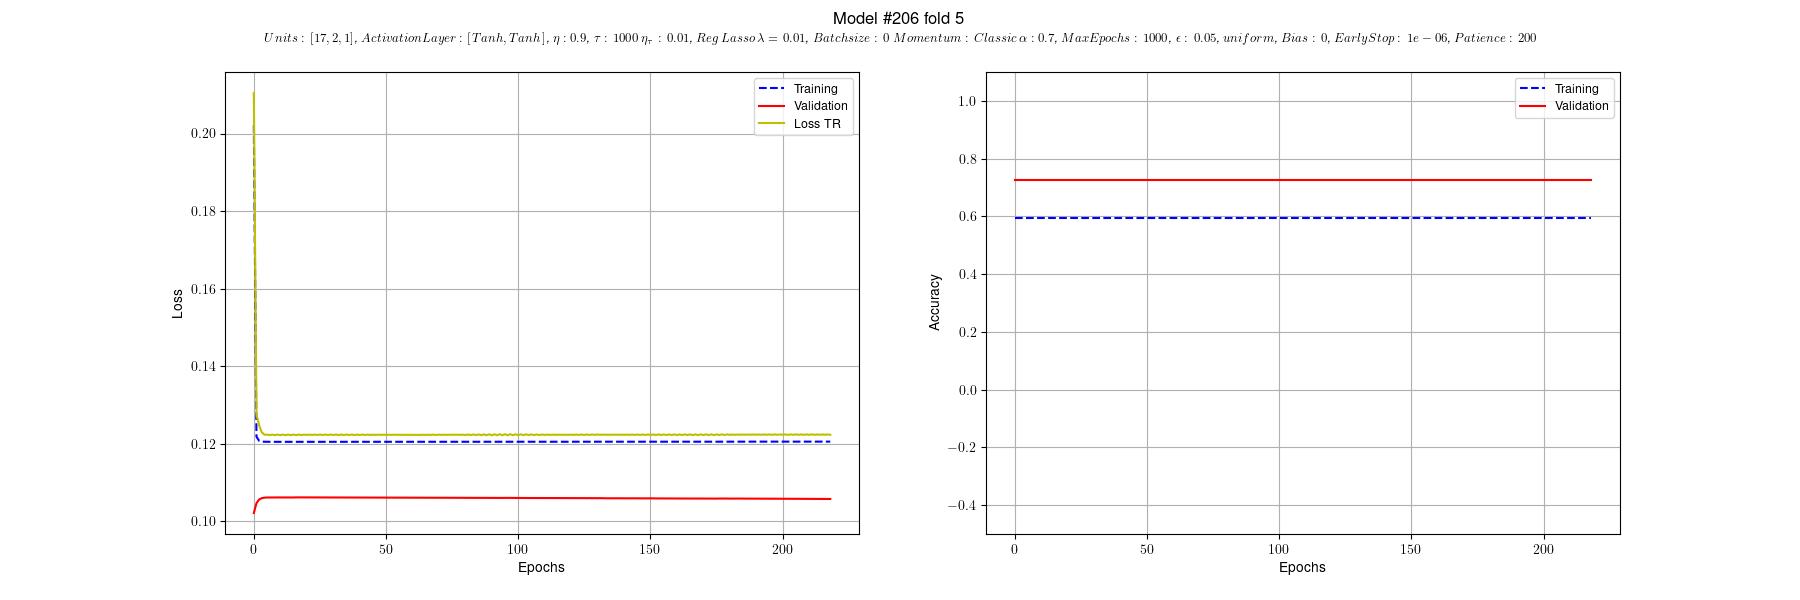 Model #206 fold 5
Units : [17, 2, 1], ActivationLayer : [Tanh, Tanh], η : 0.9, τ : 1000 ητ : 0.01, Reg Lasso λ = 0.01, Batchsize : 0 Momentum : Classic α : 0.7, MaxEpochs : 1000, ϵ : 0.05, uniform, Bias : 0, EarlyStop : 1e − 06, Patience : 200
Training
Validation
Loss TR
0.20
0.18
0.16
0.14
0.12
0.10
Loss
0
50
100
150
200
Epochs
Training
Validation
1.0
0.8
0.6
0.4
0.2
0.0
−0.2
−0.4
Accuracy
0
50
100
150
200
Epochs